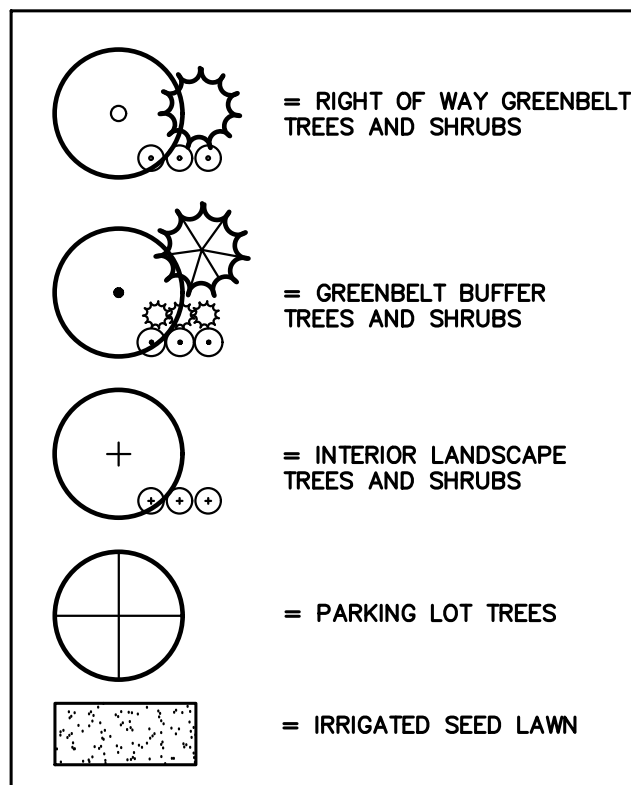 = RIGHT OF WAY GREENBELT
TREES AND SHRUBS
= GREENBELT BUFFER
TREES AND SHRUBS
= INTERIOR LANDSCAPE
TREES AND SHRUBS
= PARKING LOT TREES
= IRRIGATED SEED LAWN